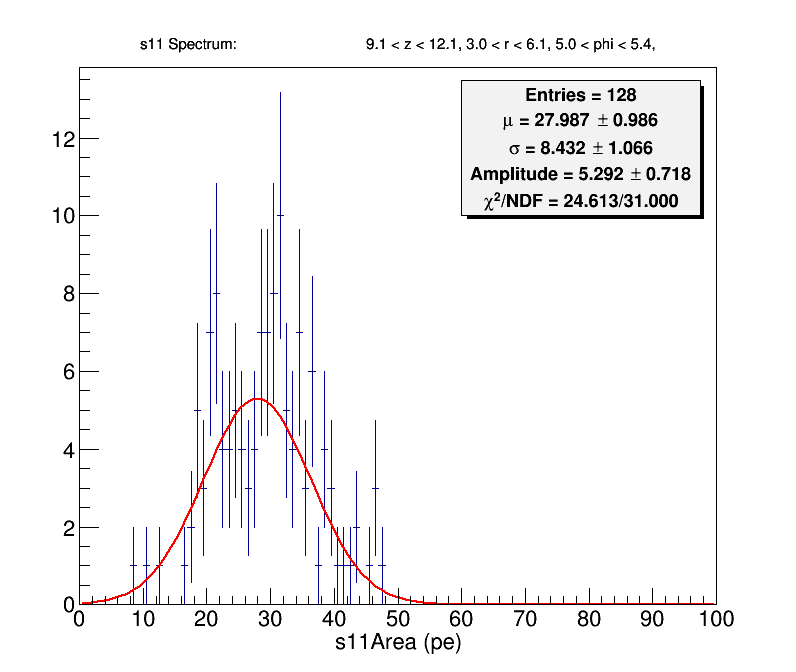 s11 Spectrum: 9.1 < z < 12.1, 3.0 < r < 6.1, 5.0 < phi < 5.4,
Entries = 128
μ = 27.987 ± 0.986
σ = 8.432 ± 1.066
Amplitude = 5.292 ± 0.718
χ²/NDF = 24.613/31.000
12
10
8
6
4
2
0
0 10 20 30 40 50 60 70 80 90 100
s11Area (pe)